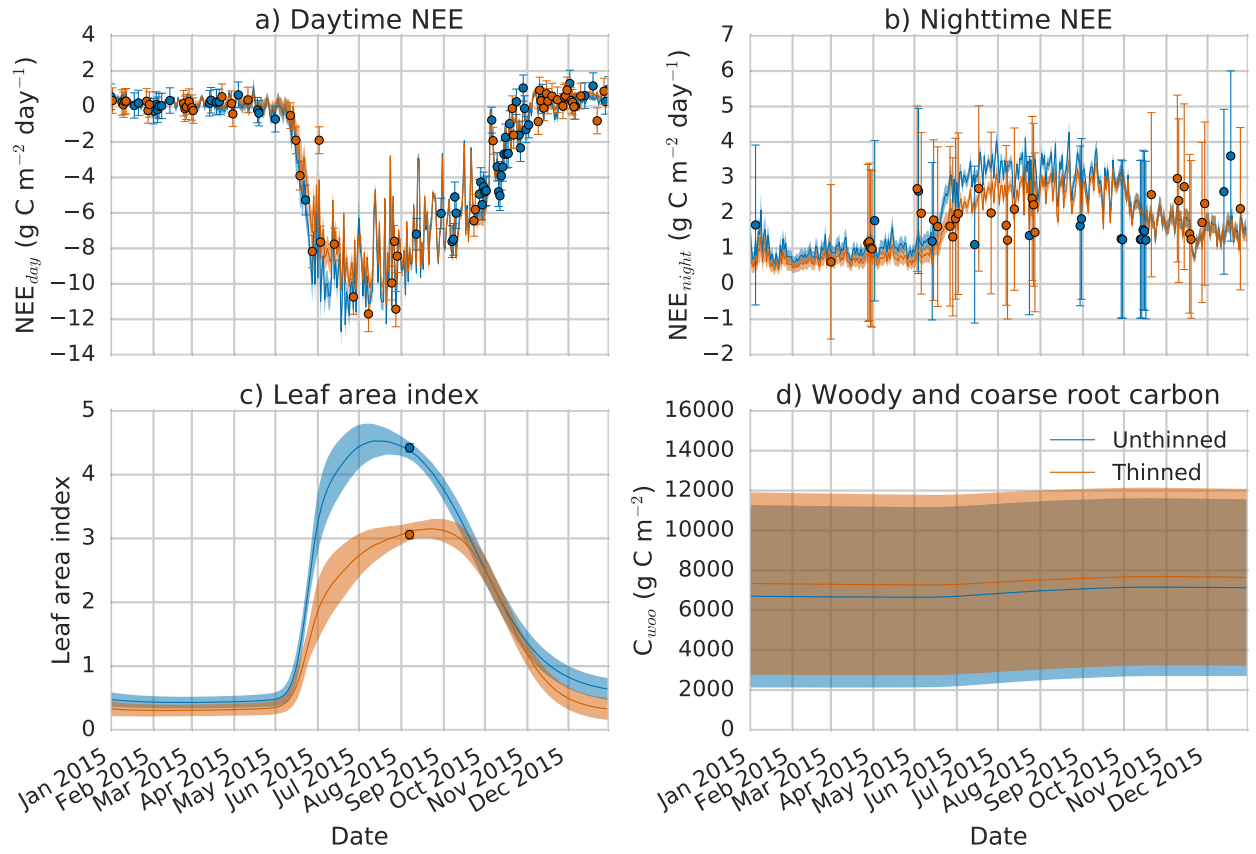 a) Daytime NEE
NEE_day (g C m⁻² day⁻¹)
4
2
0
−2
−4
−6
−8
−10
−12
−14
b) Nighttime NEE
NEE_night (g C m⁻² day⁻¹)
7
6
5
4
3
2
1
0
−1
−2
c) Leaf area index
Leaf area index
5
4
3
2
1
0
Jan 2015
Feb 2015
Mar 2015
Apr 2015
May 2015
Jun 2015
Jul 2015
Aug 2015
Sep 2015
Oct 2015
Nov 2015
Dec 2015
Date
d) Woody and coarse root carbon
C_woo (g C m⁻²)
16000
14000
12000
10000
8000
6000
4000
2000
0
Unthinned
Thinned
Jan 2015
Feb 2015
Mar 2015
Apr 2015
May 2015
Jun 2015
Jul 2015
Aug 2015
Sep 2015
Oct 2015
Nov 2015
Dec 2015
Date